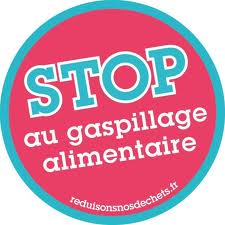 STOP
au gaspillage
alimentaire
reduisonsnosdechets.fr